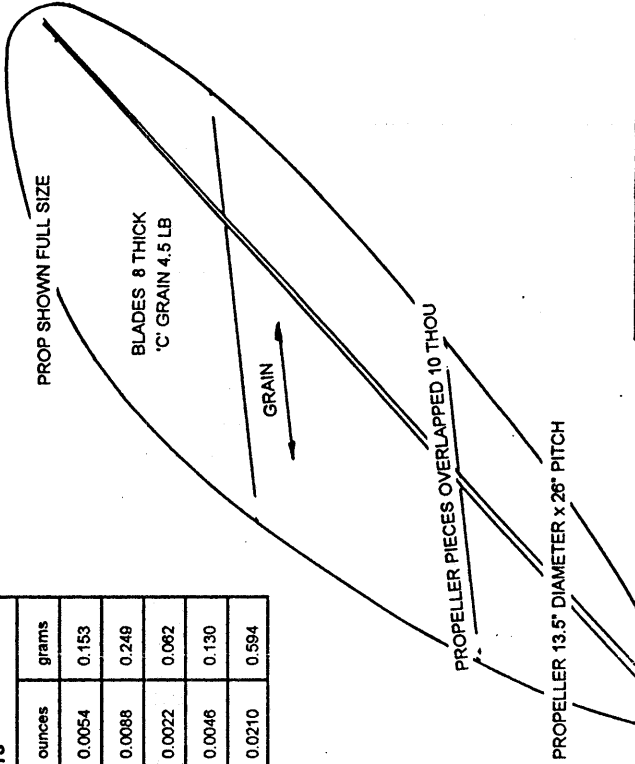 PROP SHOWN FULL SIZE
BLADES 8 THICK
'C' GRAIN 4.5 LB
GRAIN
PROPELLER PIECES OVERLAPPED 10 THOU
PROPELLER 13.5" DIAMETER x 26" PITCH
ounces grams
0.0054 0.153
0.0088 0.249
0.0022 0.062
0.0046 0.130
0.0210 0.594